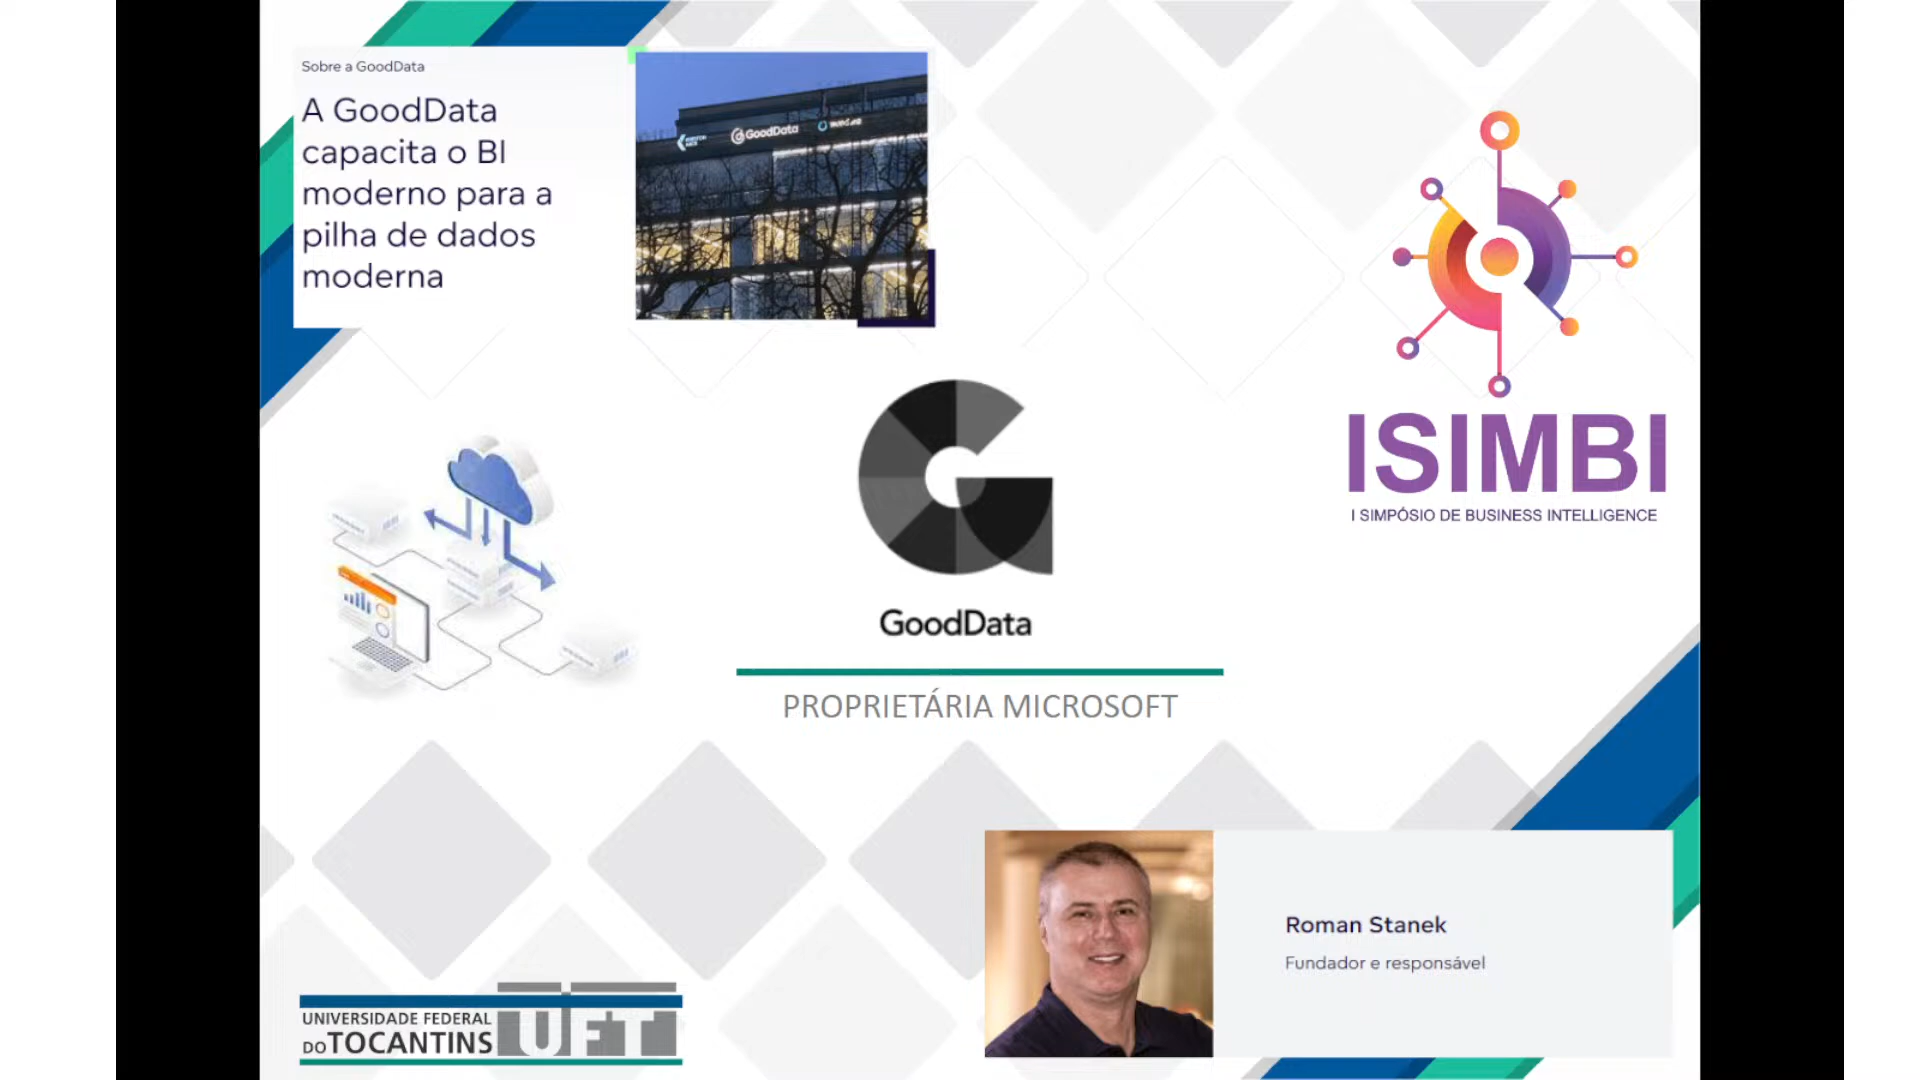 Sobre a GoodData
A GoodData
capacita o BI
moderno para a
pilha de dados
moderna
GoodData
ISIMBI
I SIMPÓSIO DE BUSINESS INTELLIGENCE
GoodData
PROPRIETÁRIA MICROSOFT
Roman Stanek
Fundador e responsável
UNIVERSIDADE FEDERAL
DO TOCANTINS
UFT